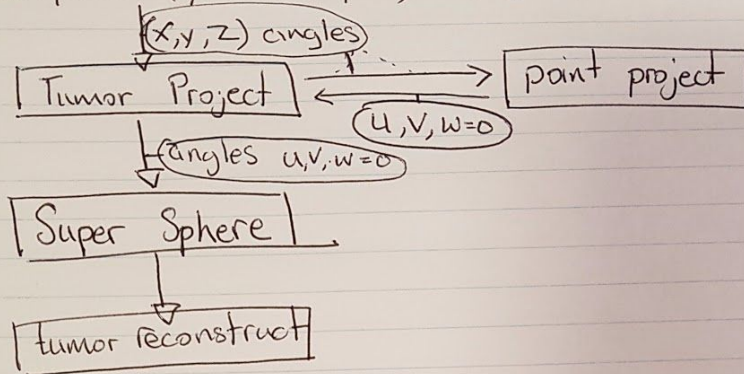 (x,y,z) angles
Tumor Project
point project
u,v,w=0
angles u,v,w=0
Super Sphere
tumor reconstruct